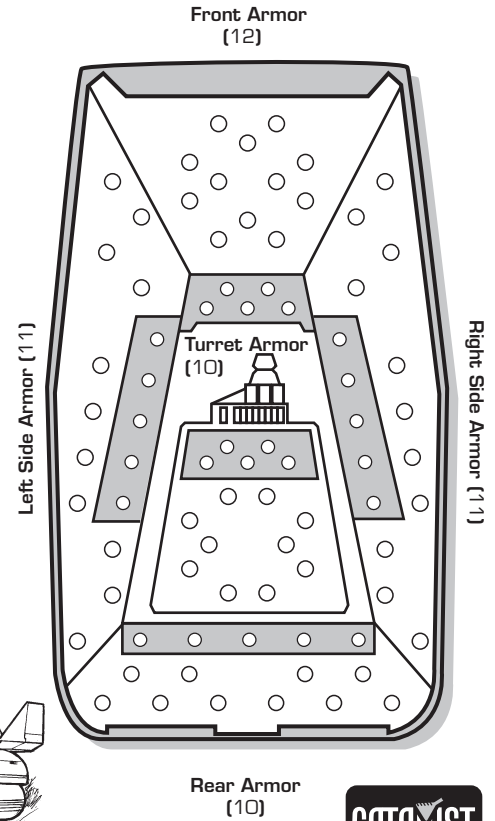 Front Armor
(12)
Turret Armor
(10)
Left Side Armor (11)
Right Side Armor (11)
Rear Armor
(10)